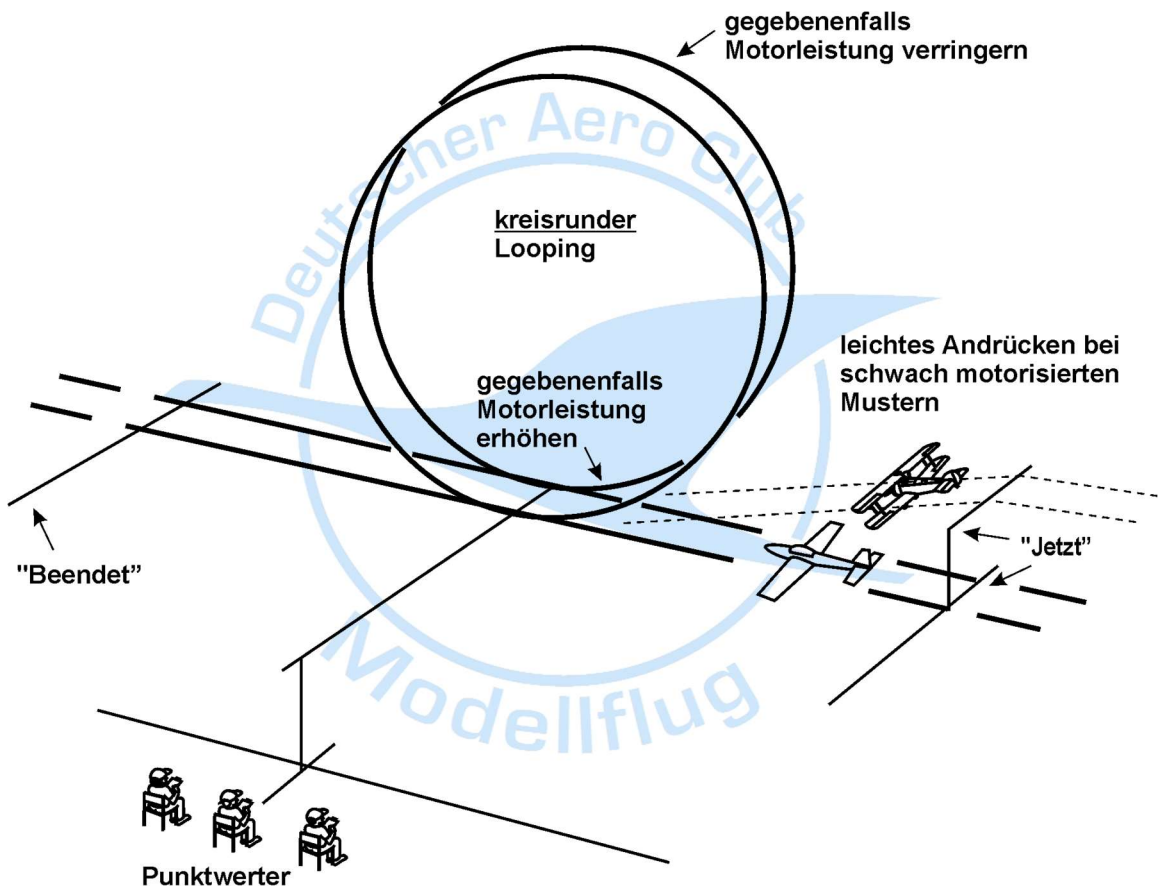 gegebenenfalls
Motorleistung verringern
Deutscher Aero Club
kreisrunder
Looping
leichtes Andrücken bei
schwach motorisierten
Mustern
gegebenenfalls
Motorleistung
erhöhen
"Jetzt”
"Beendet”
Modellflug
Punktwerter